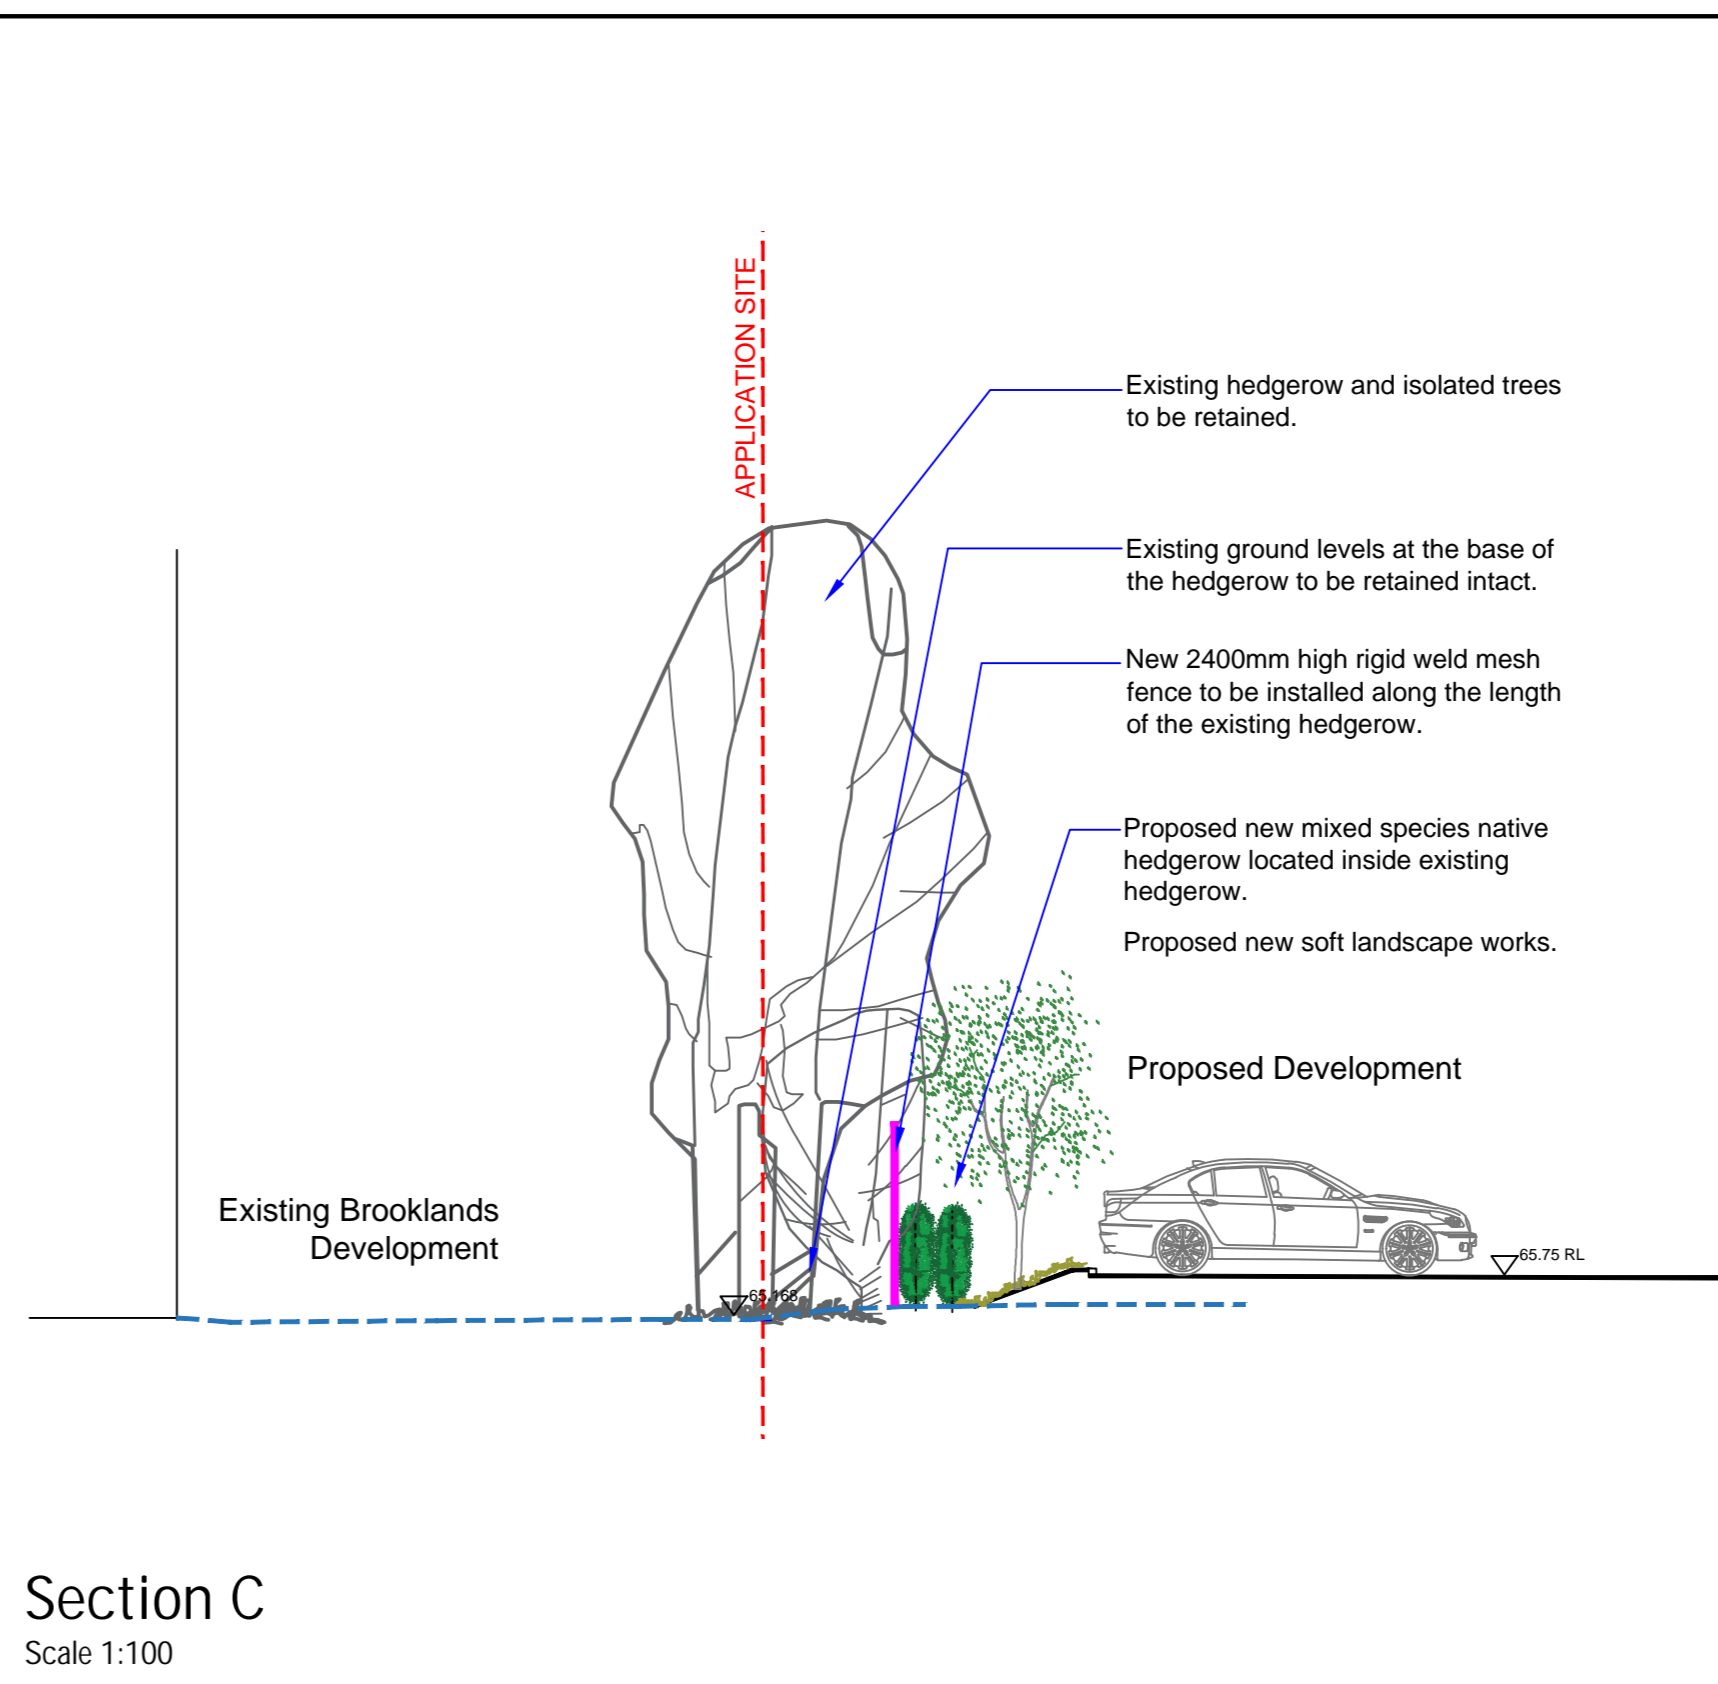 APPLICATION SITE
Existing hedgerow and isolated trees
to be retained.
Existing ground levels at the base of
the hedgerow to be retained intact.
New 2400mm high rigid weld mesh
fence to be installed along the length
of the existing hedgerow.
Proposed new mixed species native
hedgerow located inside existing
hedgerow.
Proposed new soft landscape works.
Proposed Development
Existing Brooklands
Development
65.75 RL
65.168
Section C
Scale 1:100